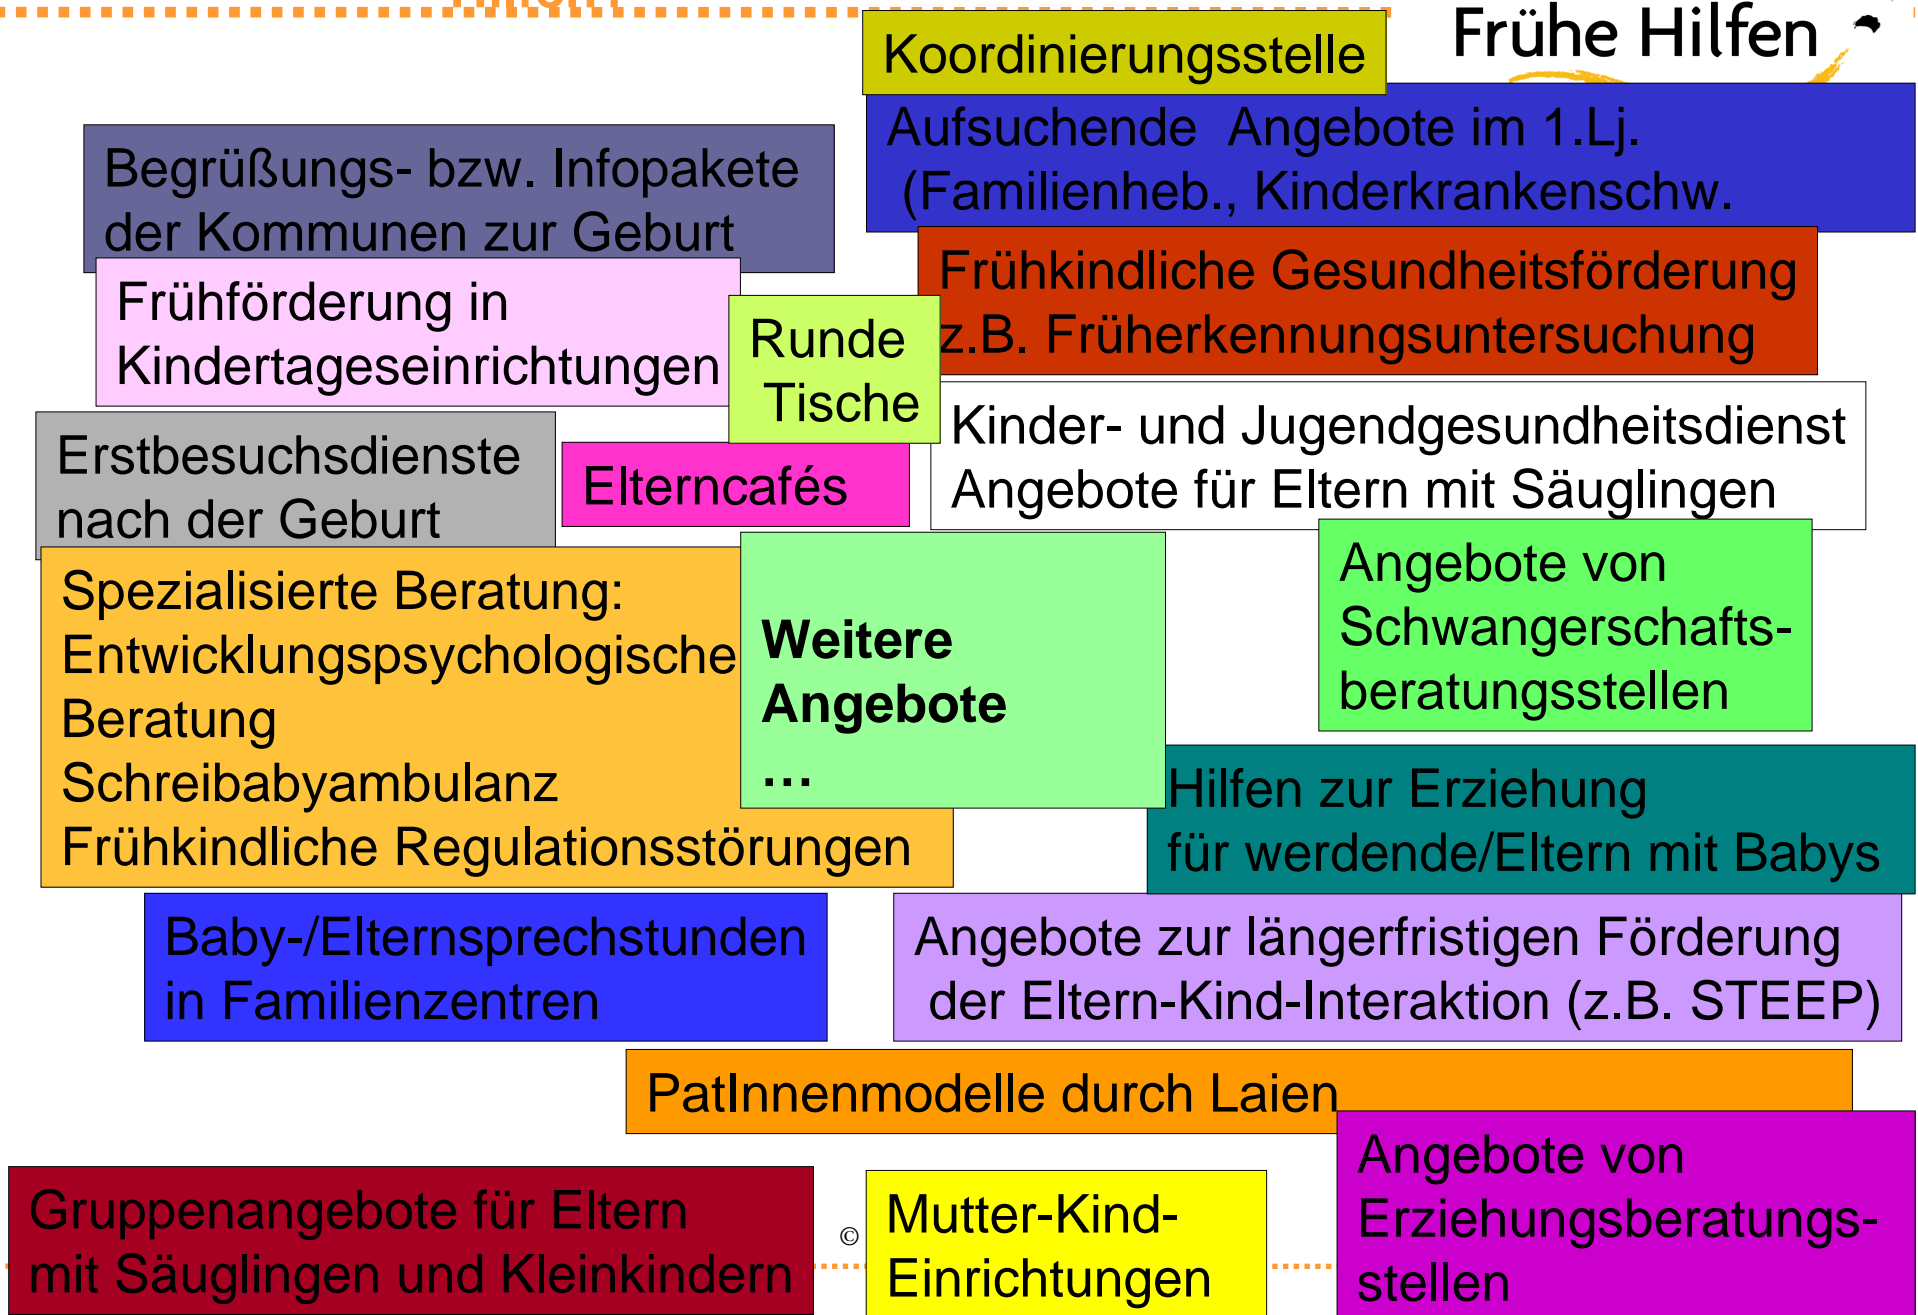 Frühe Hilfen
Koordinierungsstelle
Aufsuchende  Angebote im 1.Lj.
(Familienheb., Kinderkrankenschw.
Begrüßungs- bzw. Infopakete
der Kommunen zur Geburt
Frühkindliche Gesundheitsförderung
z.B. Früherkennungsuntersuchung
Frühförderung in
Kindertageseinrichtungen
Runde
Tische
Kinder- und Jugendgesundheitsdienst
Angebote für Eltern mit Säuglingen
Erstbesuchsdienste
nach der Geburt
Elterncafés
Spezialisierte Beratung:
Entwicklungspsychologische
Beratung
Schreibabyambulanz
Frühkindliche Regulationsstörungen
Weitere
Angebote
…
Angebote von
Schwangerschafts-
beratungsstellen
Hilfen zur Erziehung
für werdende/Eltern mit Babys
Baby-/Elternsprechstunden
in Familienzentren
Angebote zur längerfristigen Förderung
der Eltern-Kind-Interaktion (z.B. STEEP)
PatInnenmodelle durch Laien
Gruppenangebote für Eltern
mit Säuglingen und Kleinkindern
©
Mutter-Kind-
Einrichtungen
Angebote von
Erziehungsberatungs-
stellen